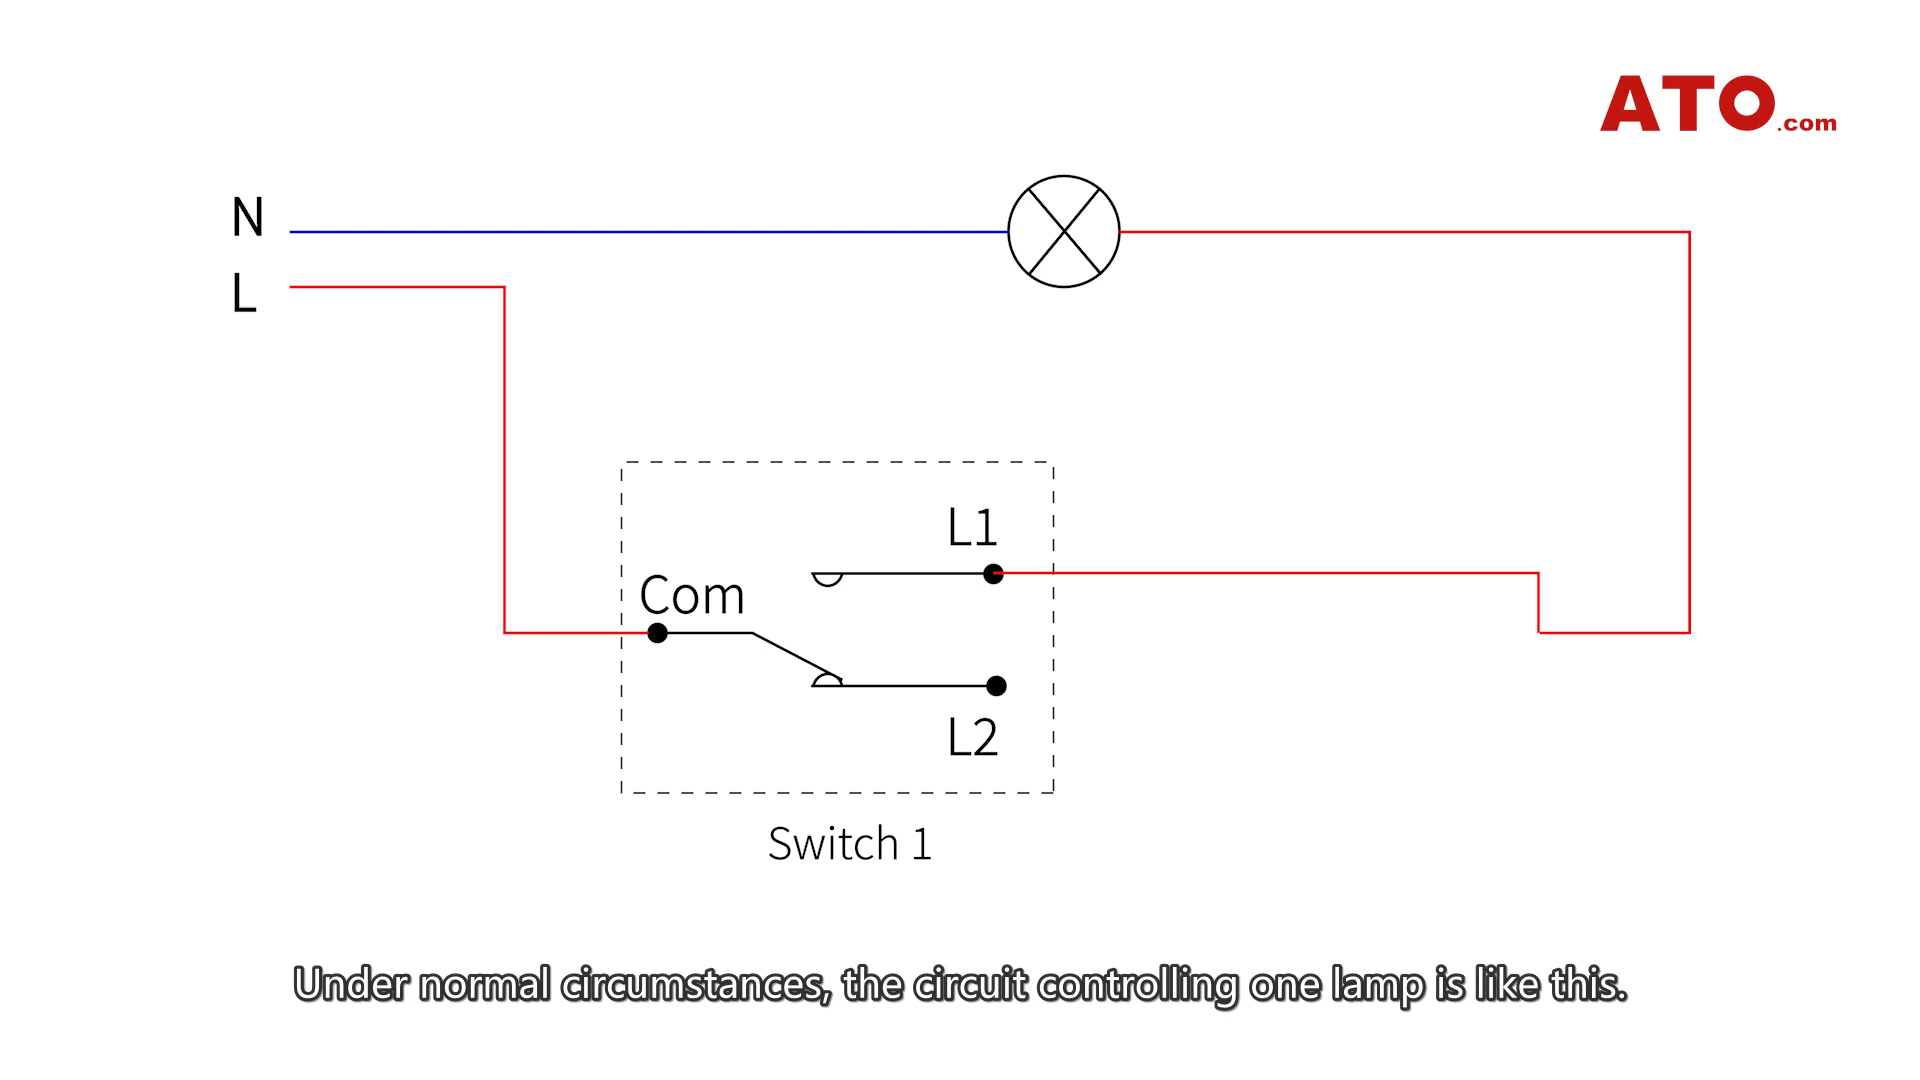 ATO.com
N
L
L1
Com
L2
Switch 1
Under normal circumstances, the circuit controlling one lamp is like this.